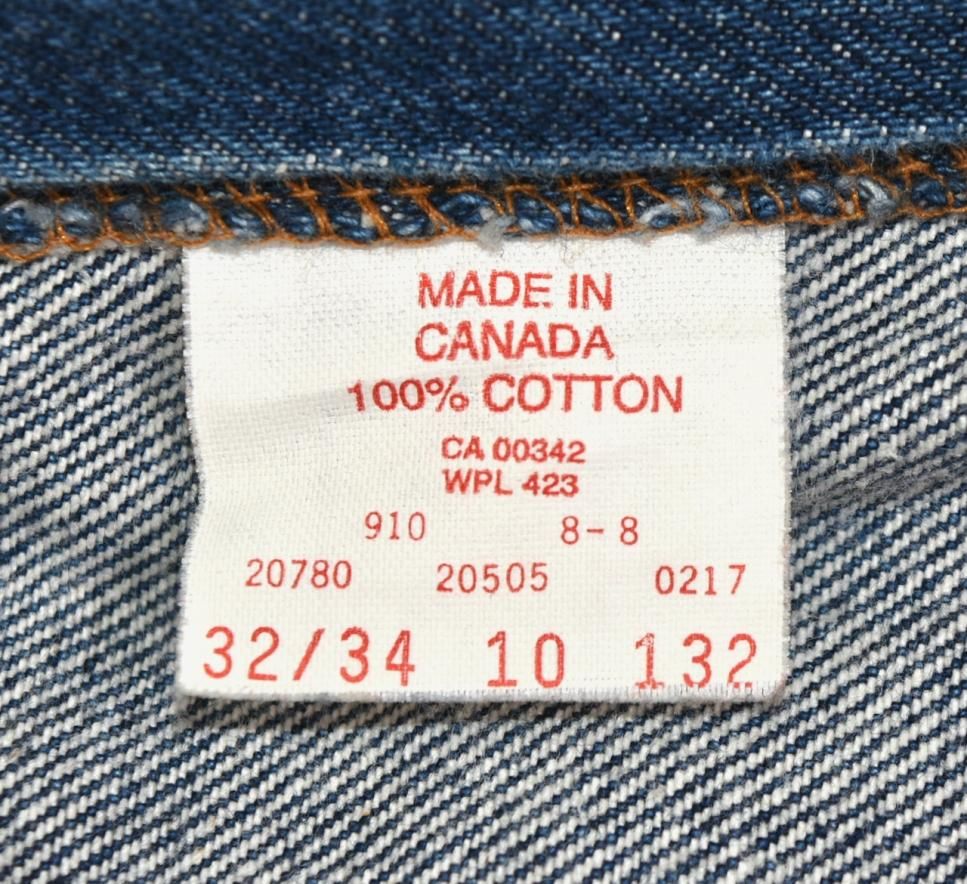 MADE IN
CANADA
100% COTTON
CA 00342
WPL 423
910 8-8
20780 20505 0217
32/34 10 132